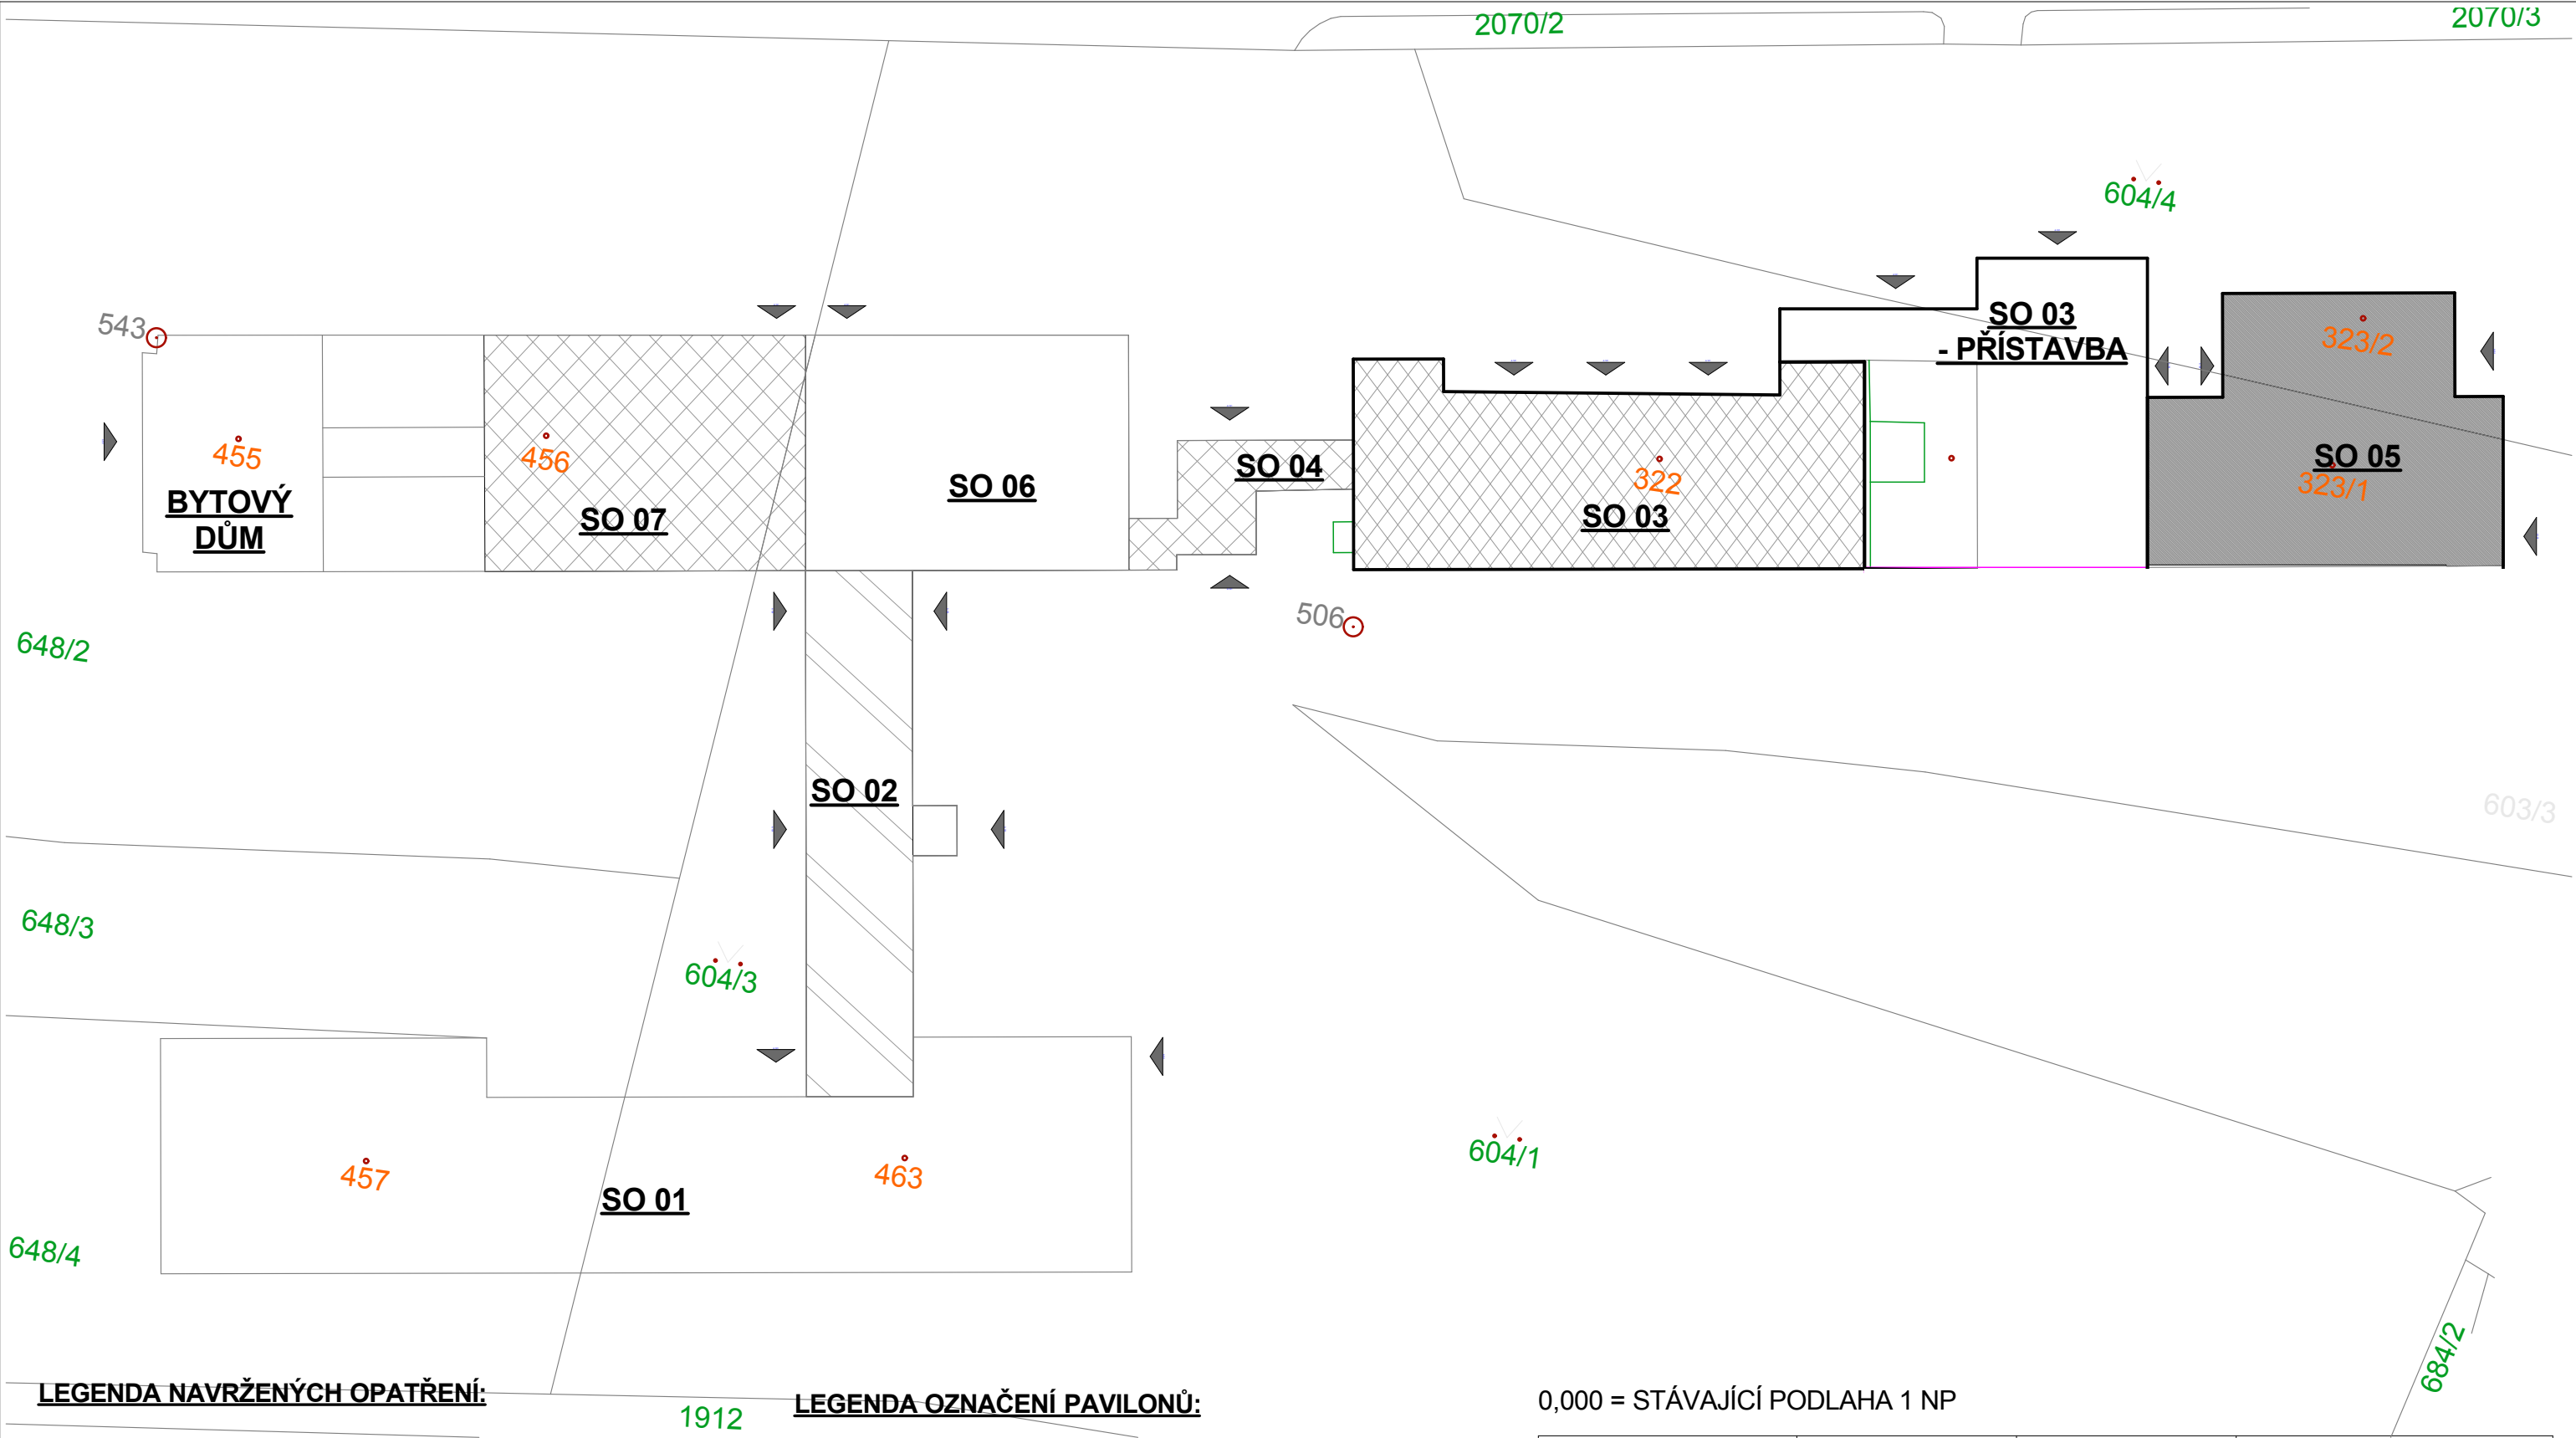 2070/2
2070/3
604/4
543
SO 03
- PŘÍSTAVBA
323/2
455
456
SO 04
SO 06
322
SO 05
323/1
BYTOVÝ
DŮM
SO 07
SO 03
506
648/2
SO 02
603/3
648/3
604/3
604/1
457
463
SO 01
648/4
684/2
LEGENDA NAVRŽENÝCH OPATŘENÍ:
LEGENDA OZNAČENÍ PAVILONŮ:
0,000 = STÁVAJÍCÍ PODLAHA 1 NP
1912